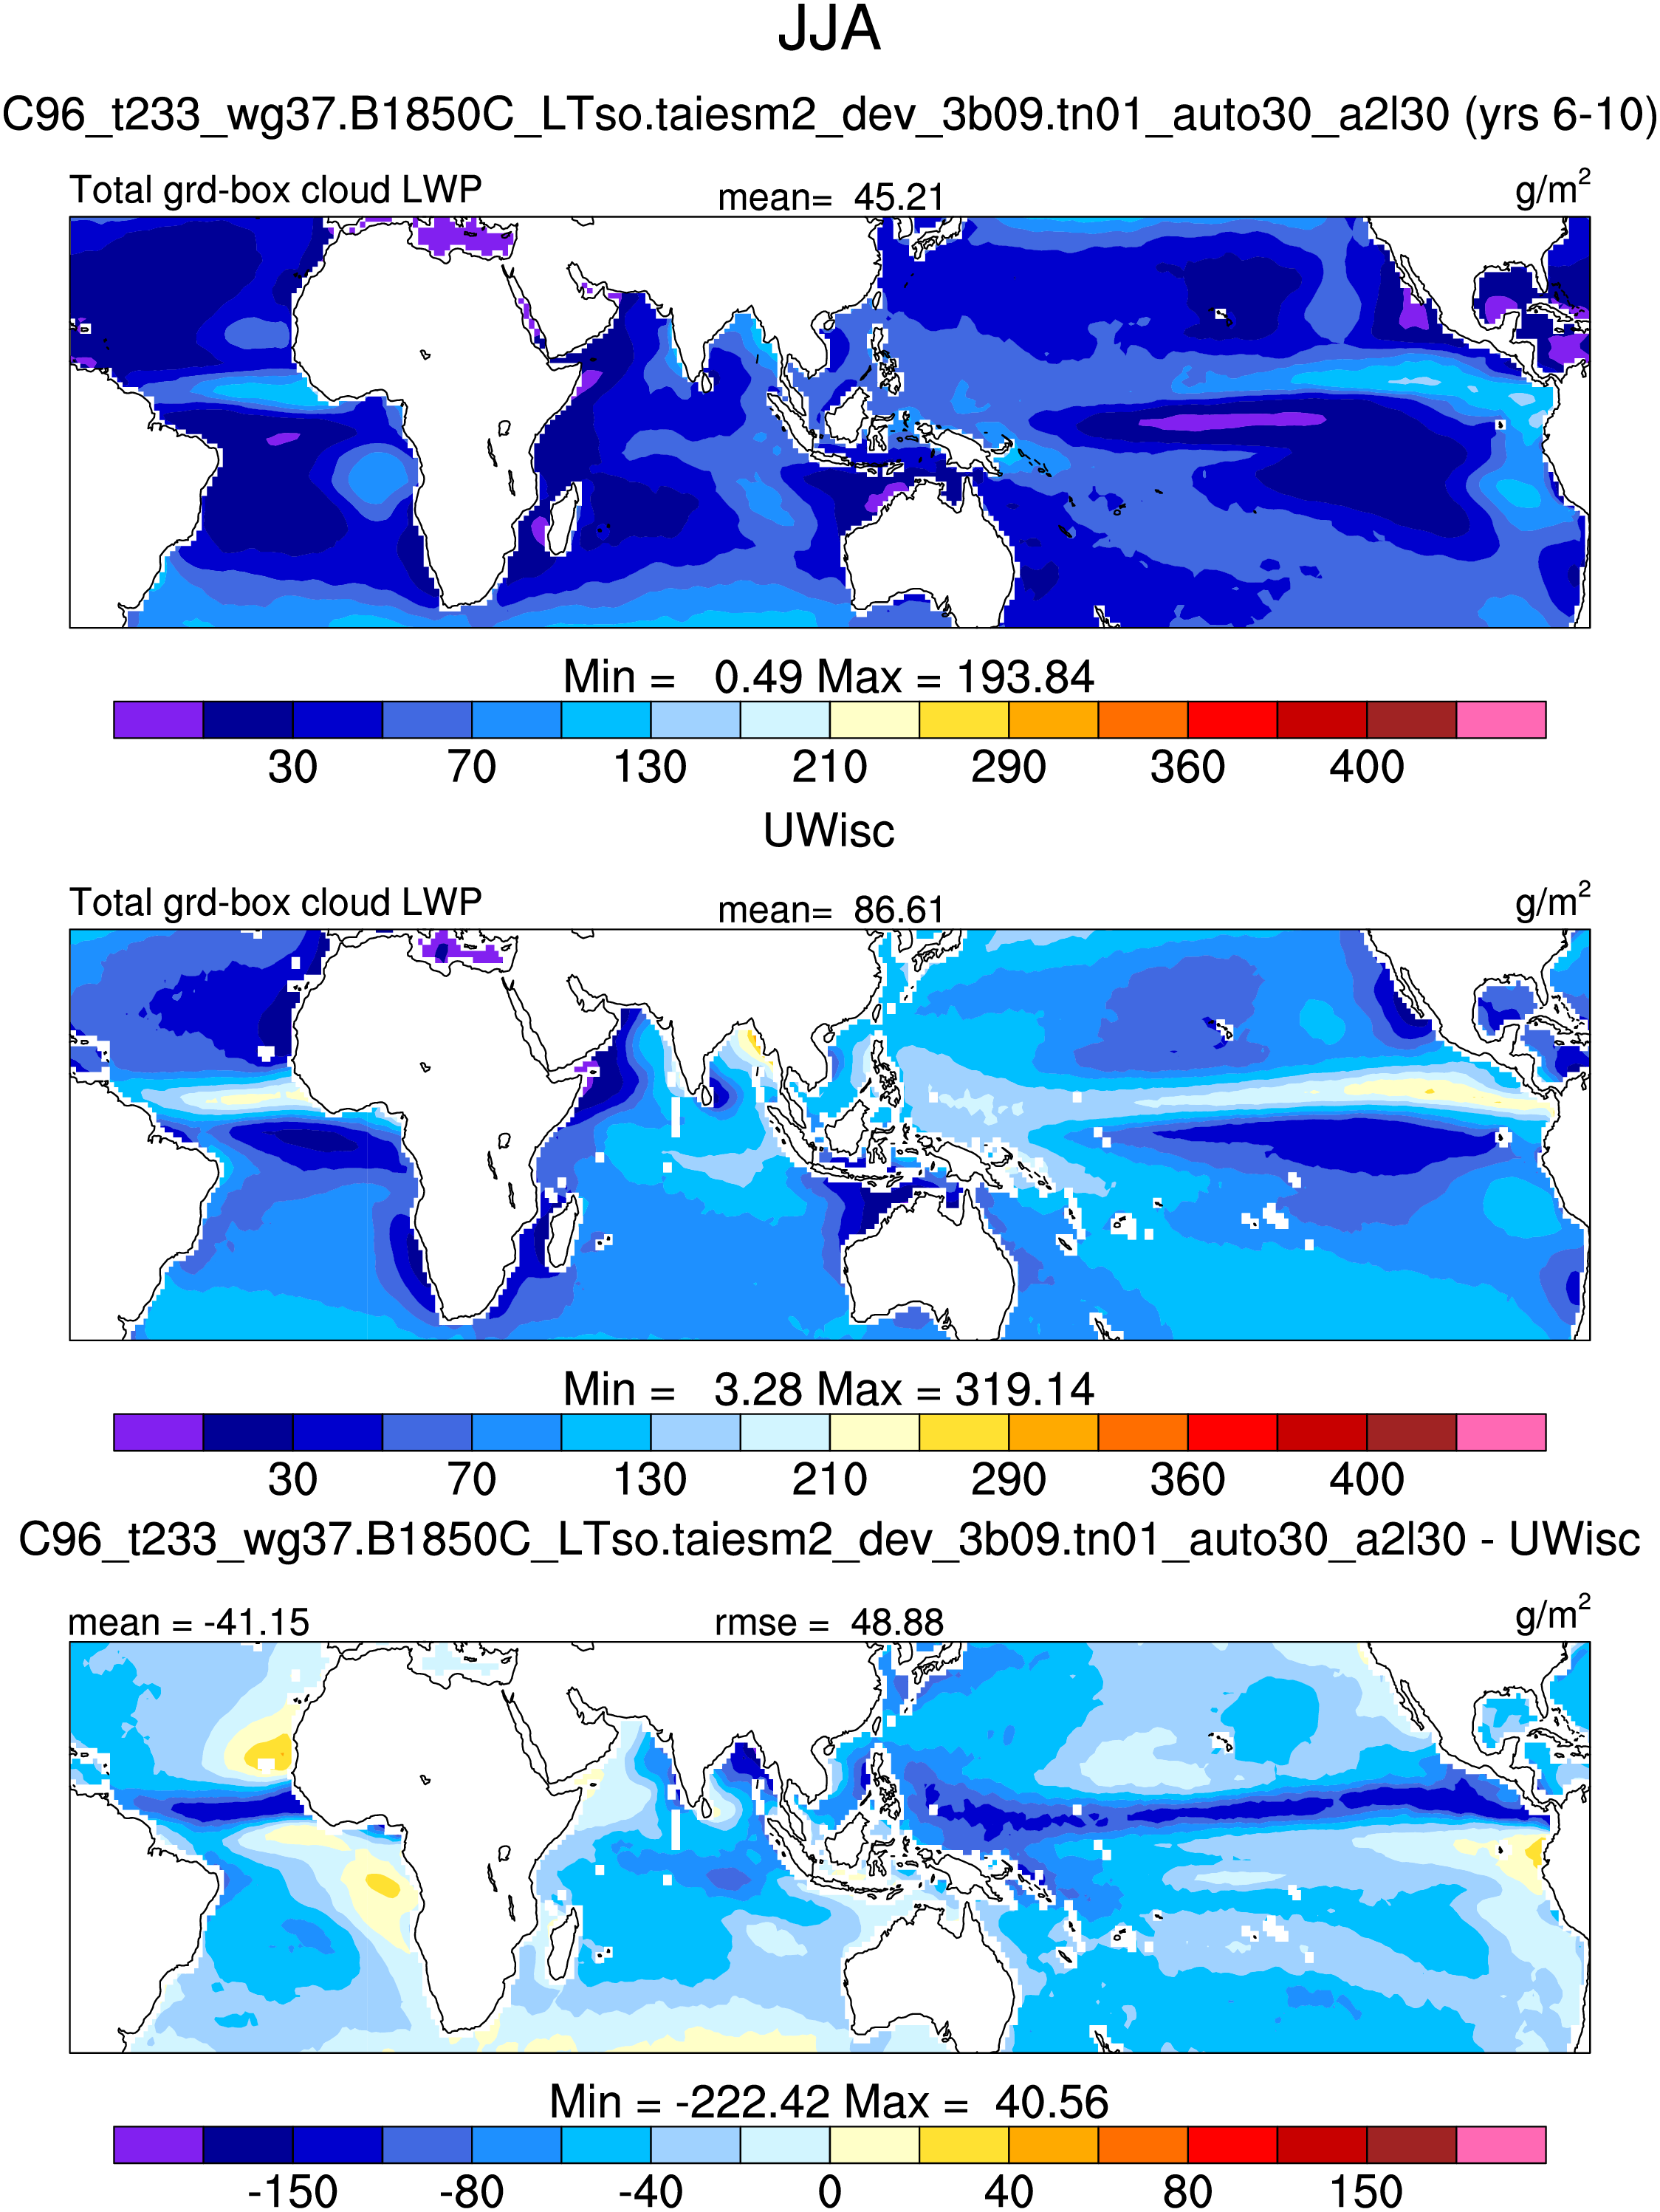 JJA
C96_t233_wg37.B1850C_LTso.taiesm2_dev_3b09.tn01_auto30_a2l30 (yrs 6-10)
Total grd-box cloud LWP mean= 45.21 g/m2
Min = 0.49 Max = 193.84
30 70 130 210 290 360 400
UWisc
Total grd-box cloud LWP mean= 86.61 g/m2
Min = 3.28 Max = 319.14
30 70 130 210 290 360 400
C96_t233_wg37.B1850C_LTso.taiesm2_dev_3b09.tn01_auto30_a2l30 - UWisc
mean = -41.15 rmse = 48.88 g/m2
Min = -222.42 Max = 40.56
-150 -80 -40 0 40 80 150